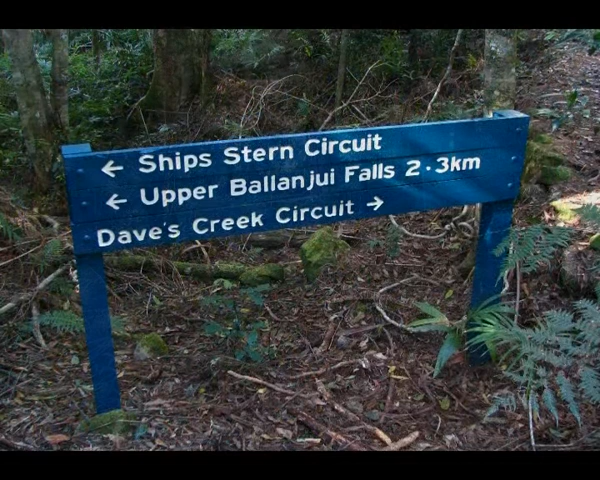 ← Ships Stern Circuit
← Upper Ballanjui Falls 2·3km
Dave's Creek Circuit →